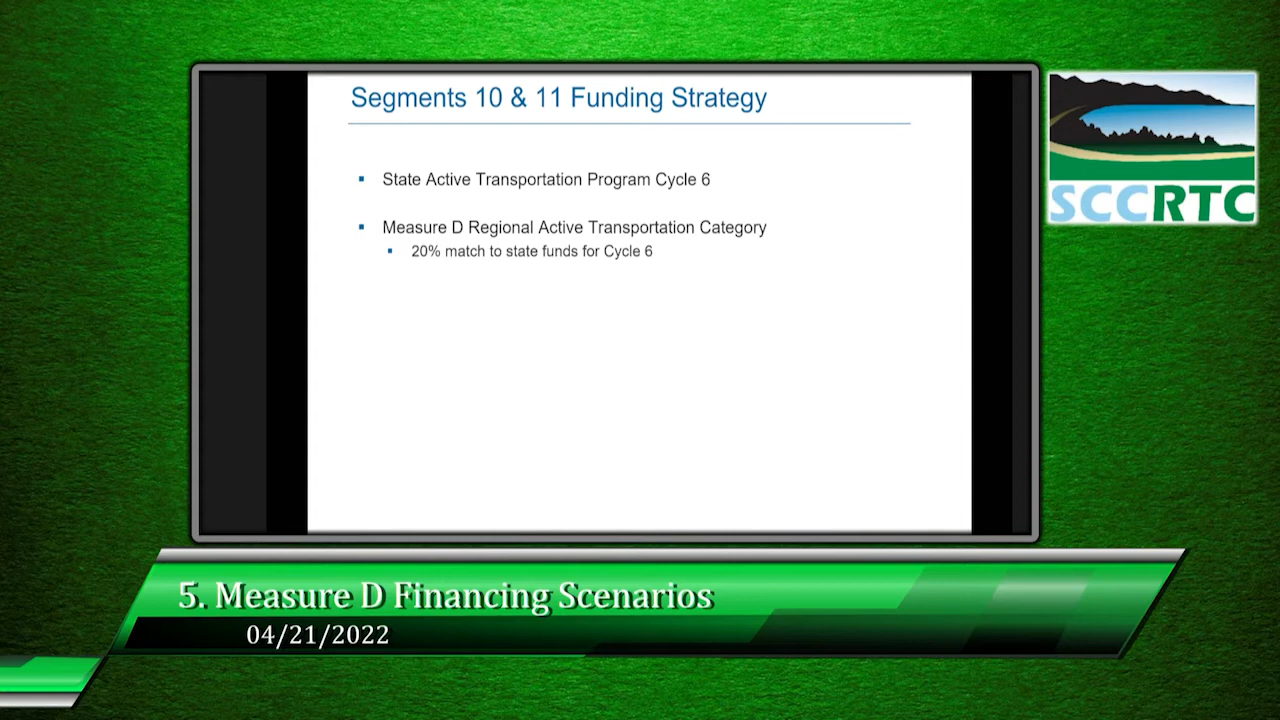 Segments 10 & 11 Funding Strategy
State Active Transportation Program Cycle 6
Measure D Regional Active Transportation Category
20% match to state funds for Cycle 6
SCCRTC
5. Measure D Financing Scenarios
04/21/2022